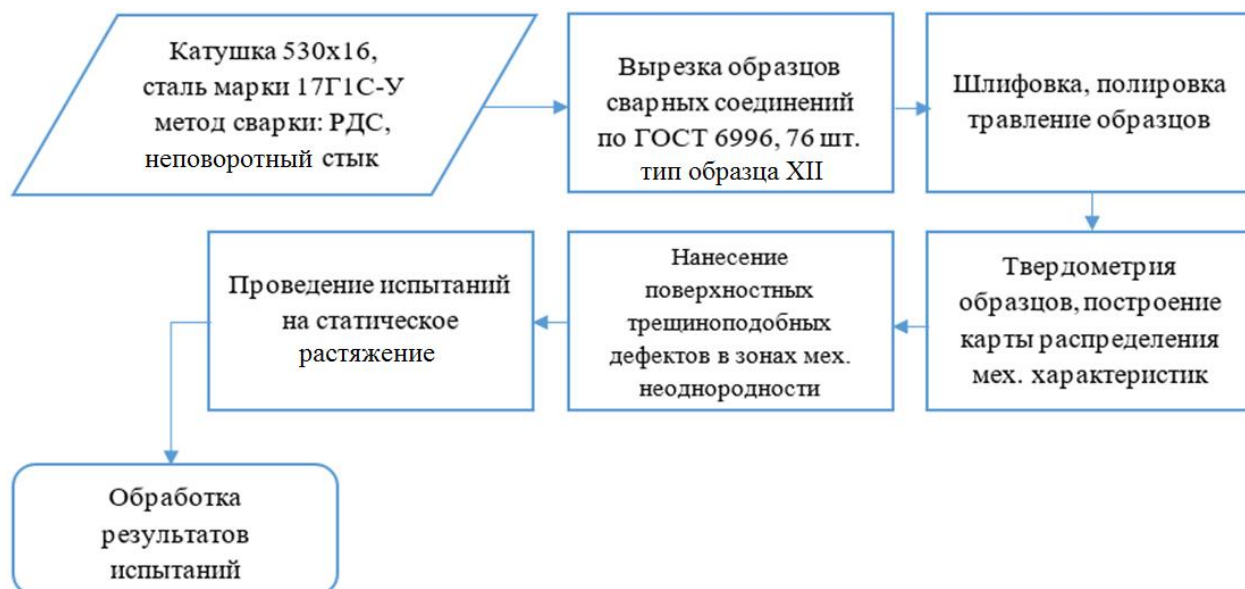 Катушка 530х16,
сталь марки 17Г1С-У
метод сварки: РДС,
неповоротный стык
Вырезка образцов
сварных соединений
по ГОСТ 6996, 76 шт.
тип образца XII
Шлифовка, полировка
травление образцов
Твердометрия
образцов, построение
карты распределения
мех. характеристик
Нанесение
поверхностных
трещиноподобных
дефектов в зонах мех.
неоднородности
Проведение испытаний
на статическое
растяжение
Обработка
результатов
испытаний